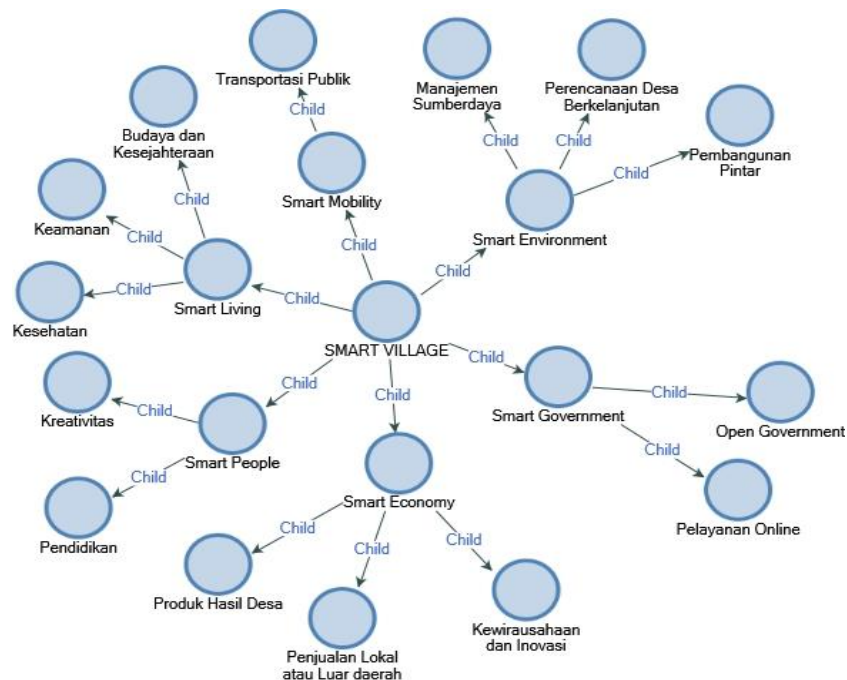 Transportasi Publik
Manajemen
Sumberdaya
Perencanaan Desa
Berkelanjutan
Child
Budaya dan
Kesejahteraan
Child
Child
Pembangunan
Pintar
Child
Child
Smart Mobility
Keamanan
Child
Smart Environment
Child
Child
Child
Kesehatan
Child
Smart Living
Child
SMART VILLAGE
Child
Kreativitas
Child
Child
Child
Smart Government
Child
Open Government
Smart People
Child
Child
Pendidikan
Smart Economy
Pelayanan Online
Child
Child
Child
Produk Hasil Desa
Penjualan Lokal
atau Luar daerah
Kewirausahaan
dan Inovasi